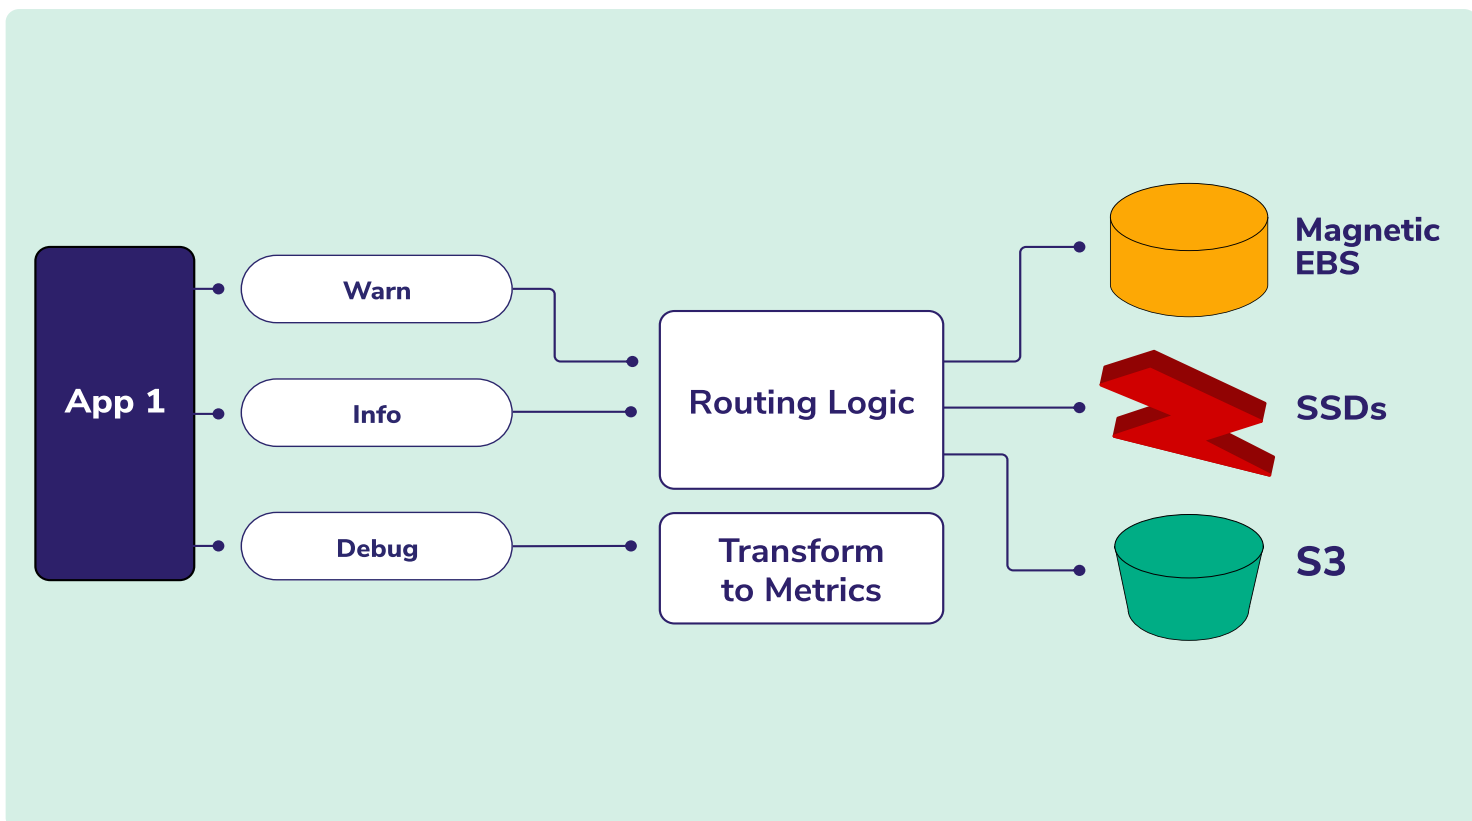 App 1
Warn
Info
Debug
Routing Logic
Transform
to Metrics
Magnetic
EBS
SSDs
S3